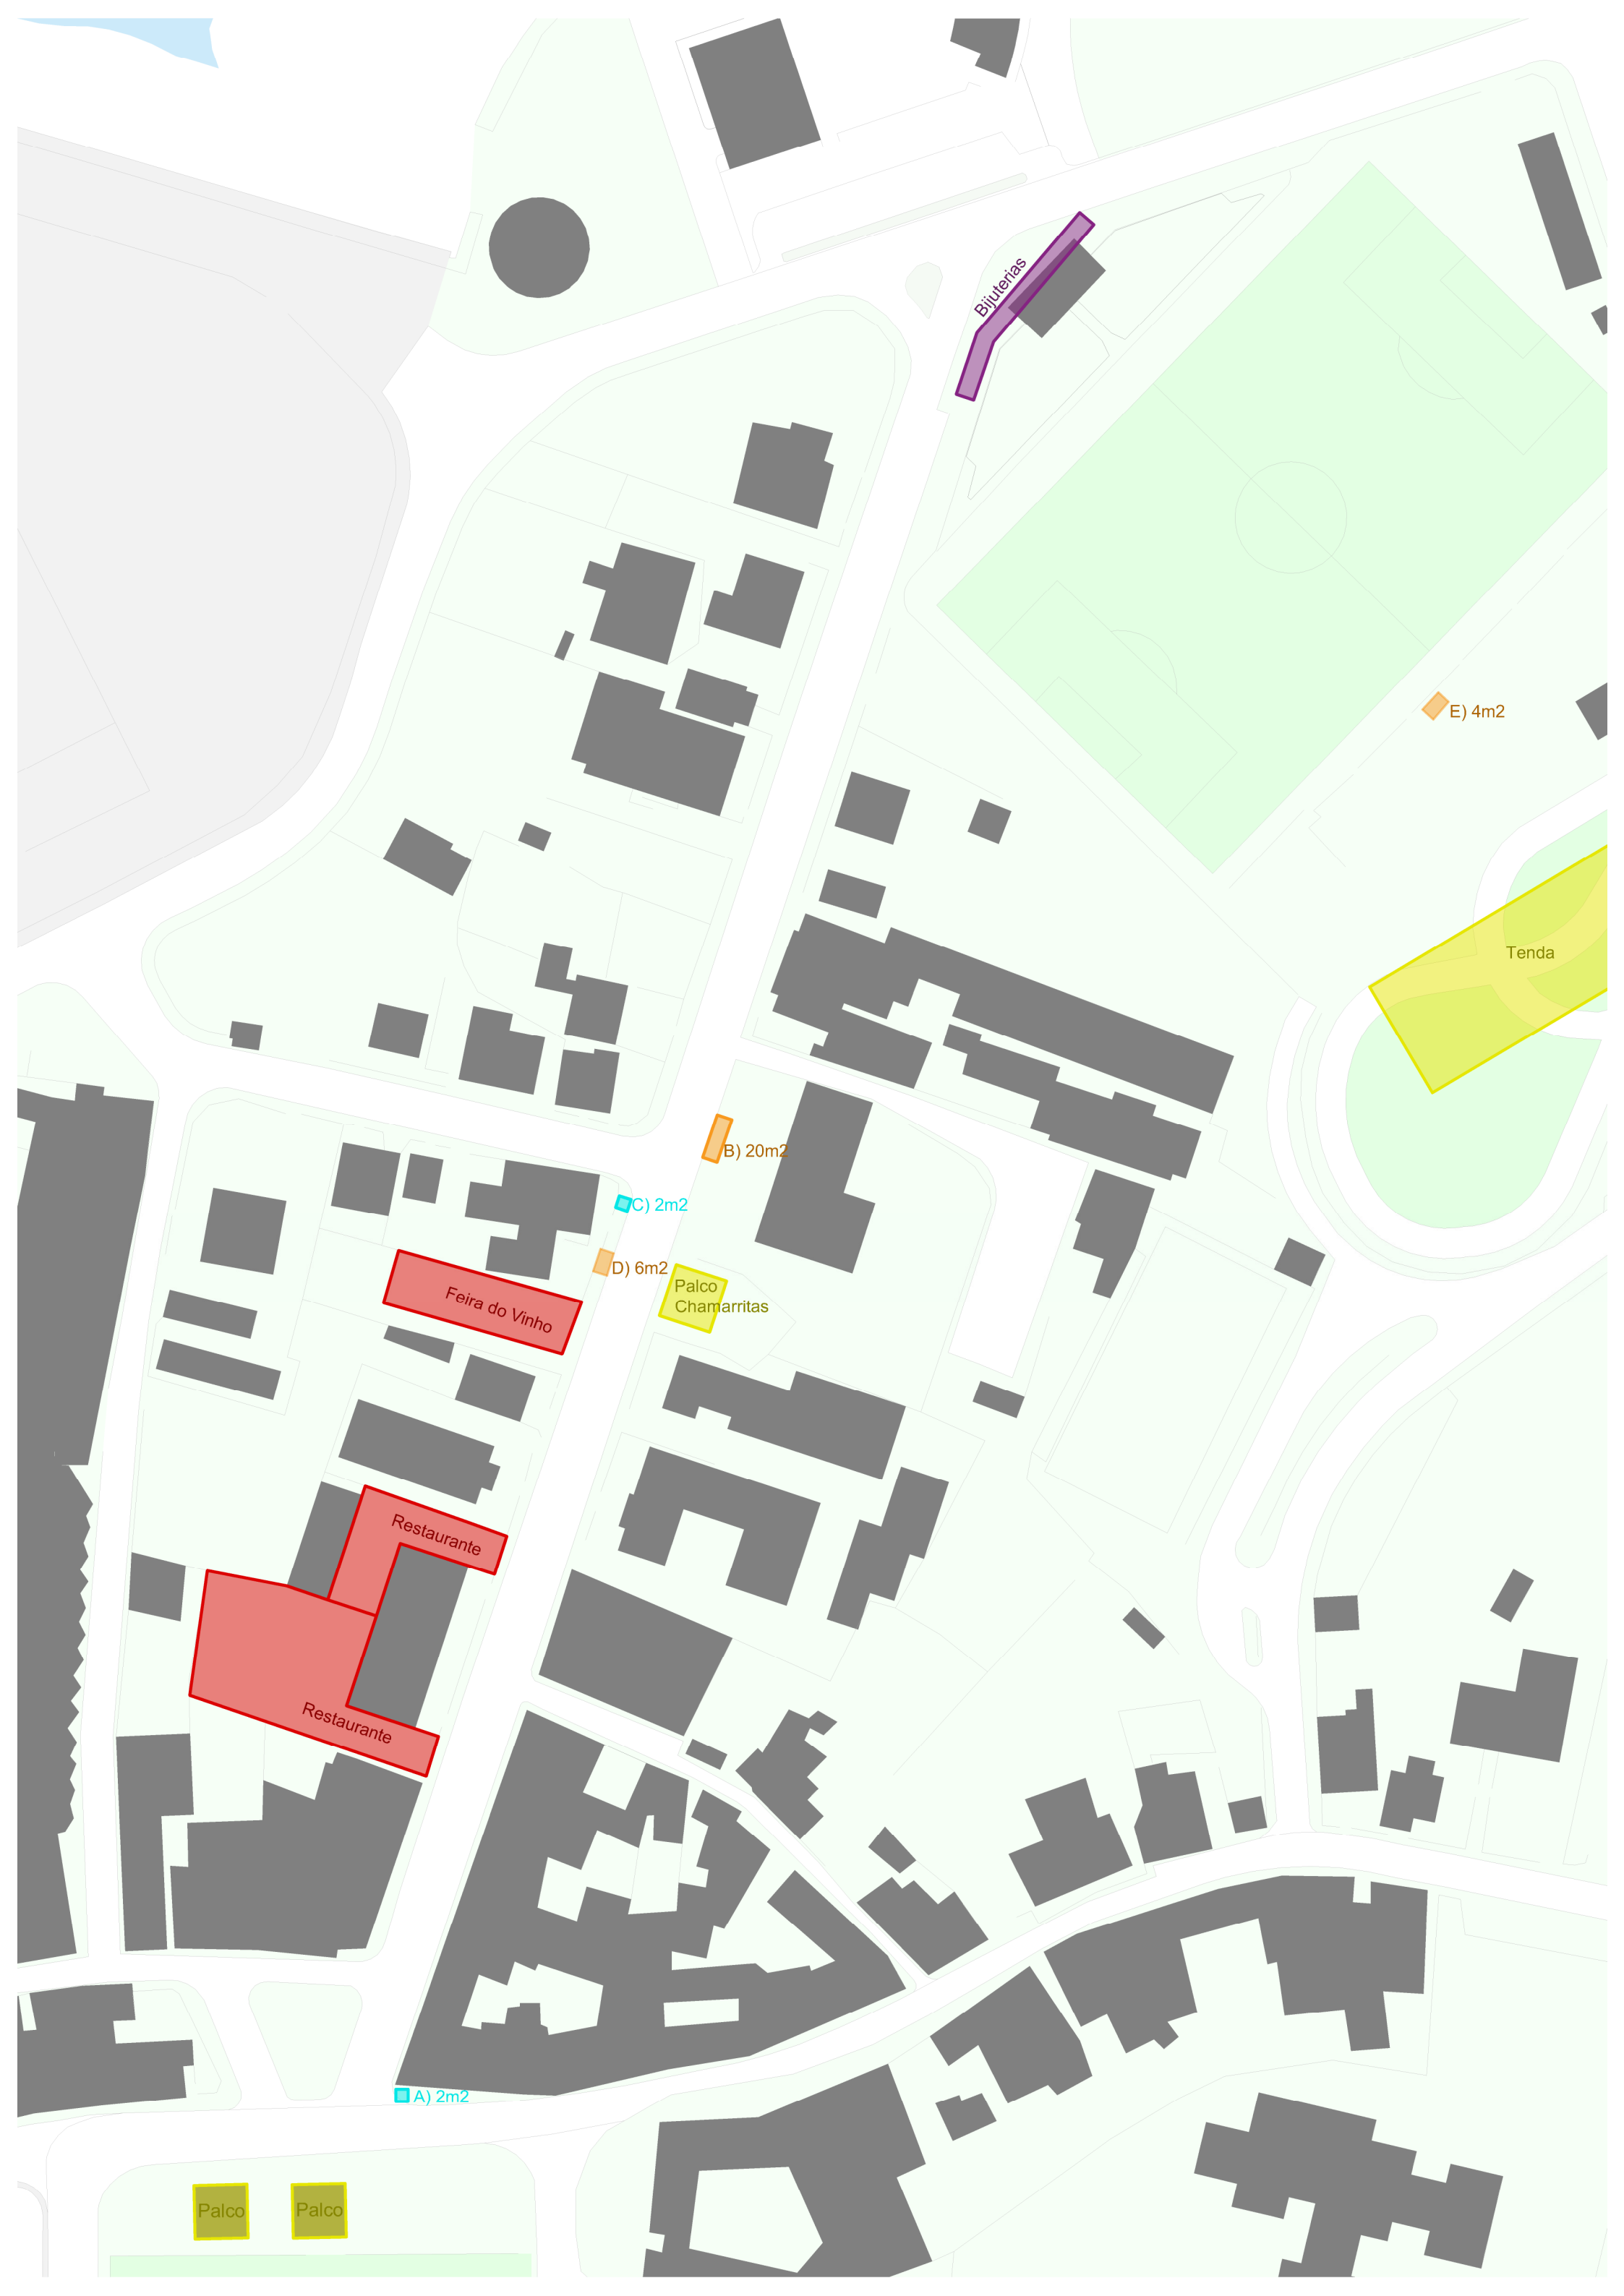 Bijuterias
E) 4m2
Tenda
B) 20m2
C) 2m2
D) 6m2
Palco
Chamarritas
Feira do Vinho
Restaurante
Restaurante
A) 2m2
Palco
Palco